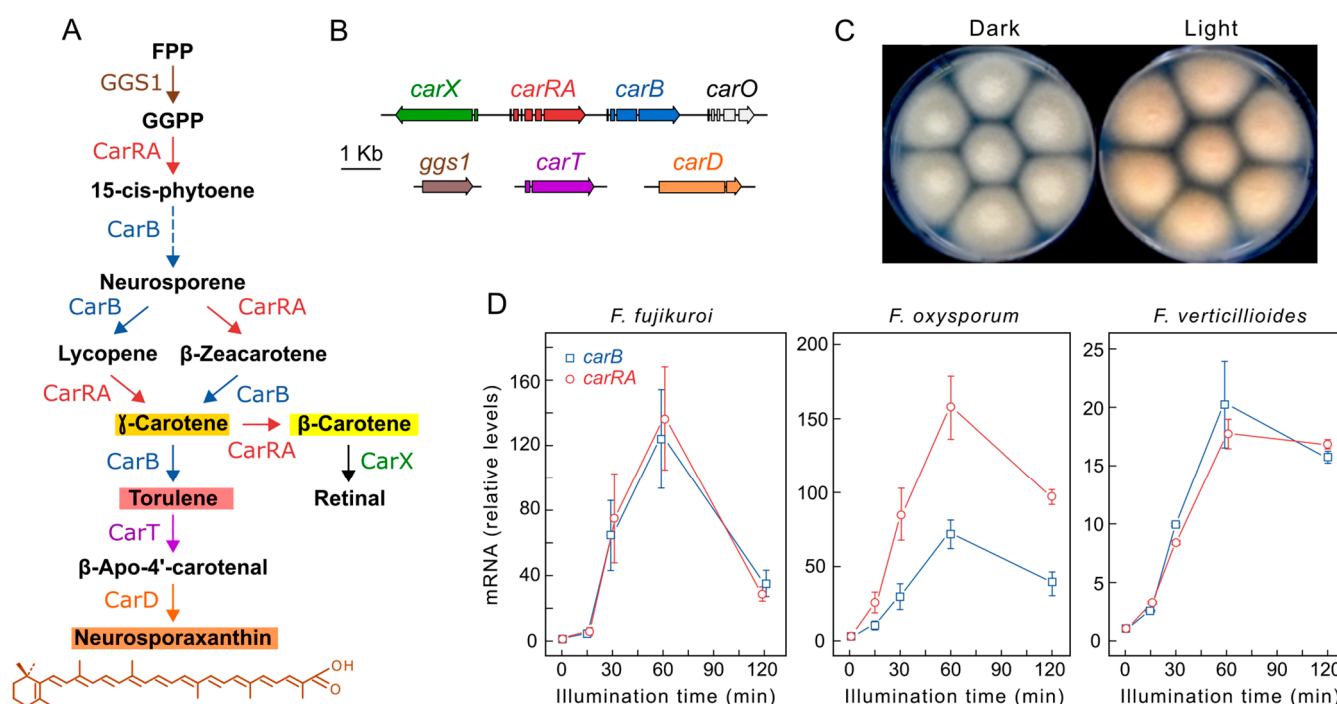 A
FPP
GGS1
GGPP
CarRA
15-cis-phytoene
CarB
Neurosporene
CarB CarRA
Lycopene β-Zeacarotene
CarRA CarB
ɣ-Carotene β-Carotene
CarRA
CarB CarX
Torulene Retinal
CarT
β-Apo-4'-carotenal
CarD
Neurosporaxanthin
OH
O
B
carX carRA carB carO
1 Kb
ggs1 carT carD
C
Dark Light
D
F. fujikuroi F. oxysporum F. verticillioides
mRNA (relative levels)
carB
carRA
160
120
80
40
0
0 30 60 90 120
Illumination time (min)
200
150
100
50
0
0 30 60 90 120
Illumination time (min)
25
20
15
10
5
0
0 30 60 90 120
Illumination time (min)